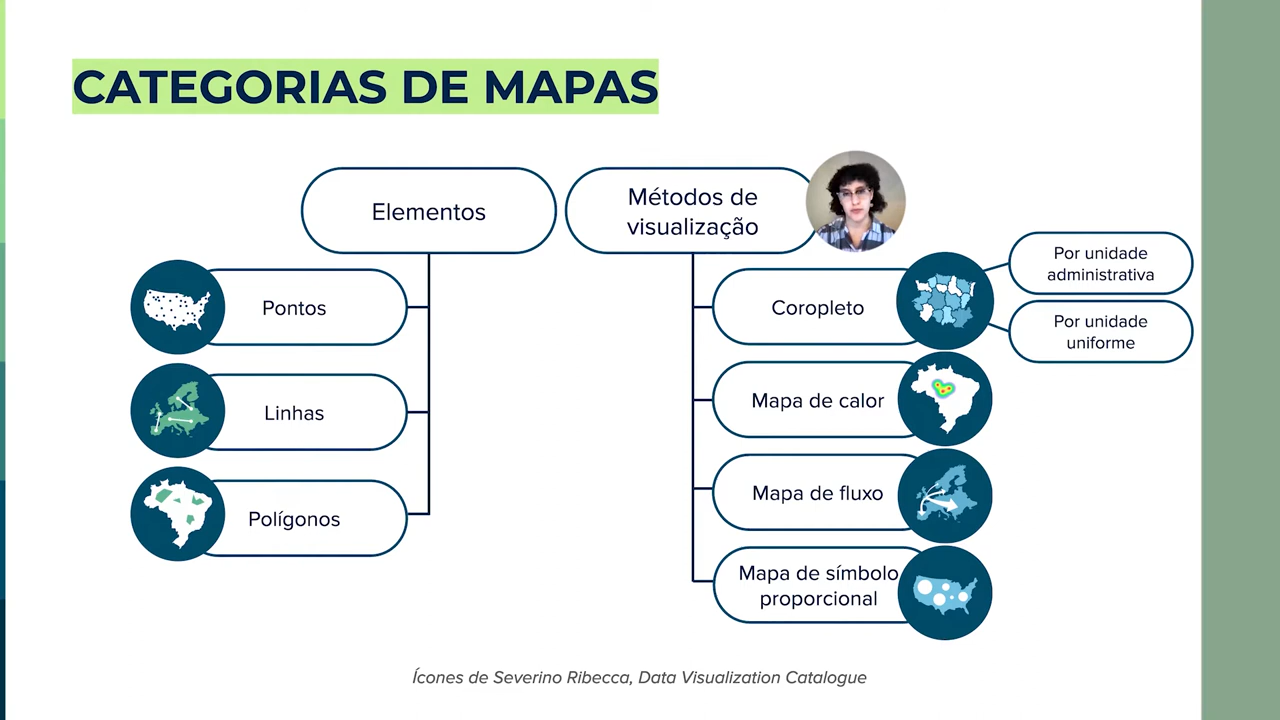 CATEGORIAS DE MAPAS
Elementos
Pontos
Linhas
Polígonos
Métodos de
visualização
Coropleto
Por unidade
administrativa
Por unidade
uniforme
Mapa de calor
Mapa de fluxo
Mapa de símbolo
proporcional
Ícones de Severino Ribecca, Data Visualization Catalogue